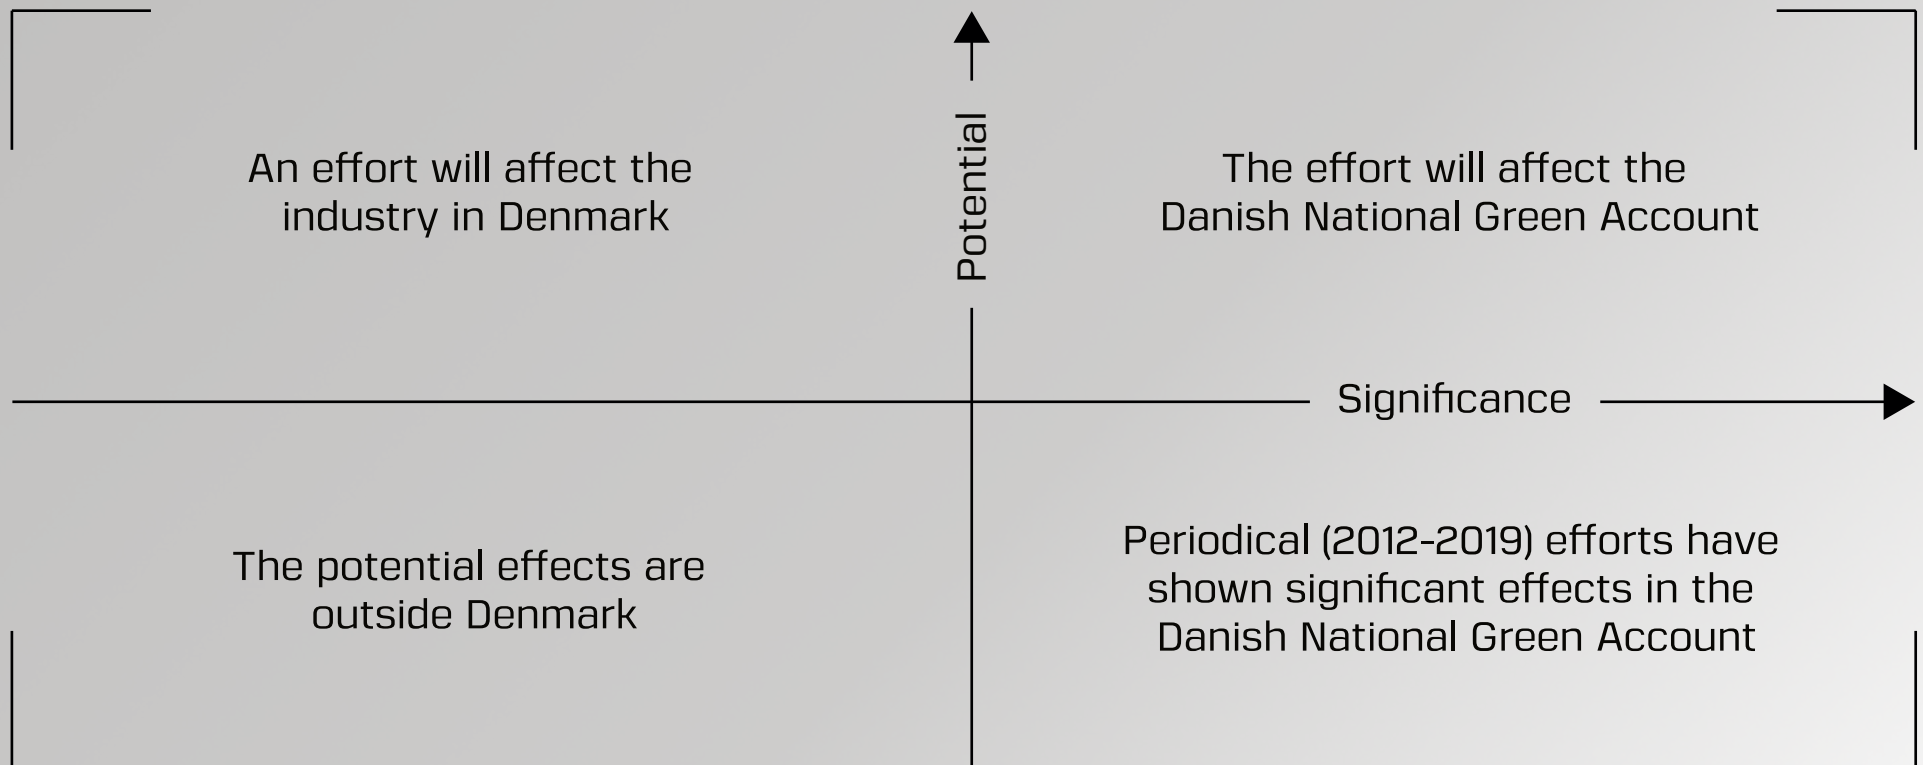 An effort will affect the
industry in Denmark
Potential
The effort will affect the
Danish National Green Account
Significance
The potential effects are
outside Denmark
Periodical (2012-2019) efforts have
shown significant effects in the
Danish National Green Account